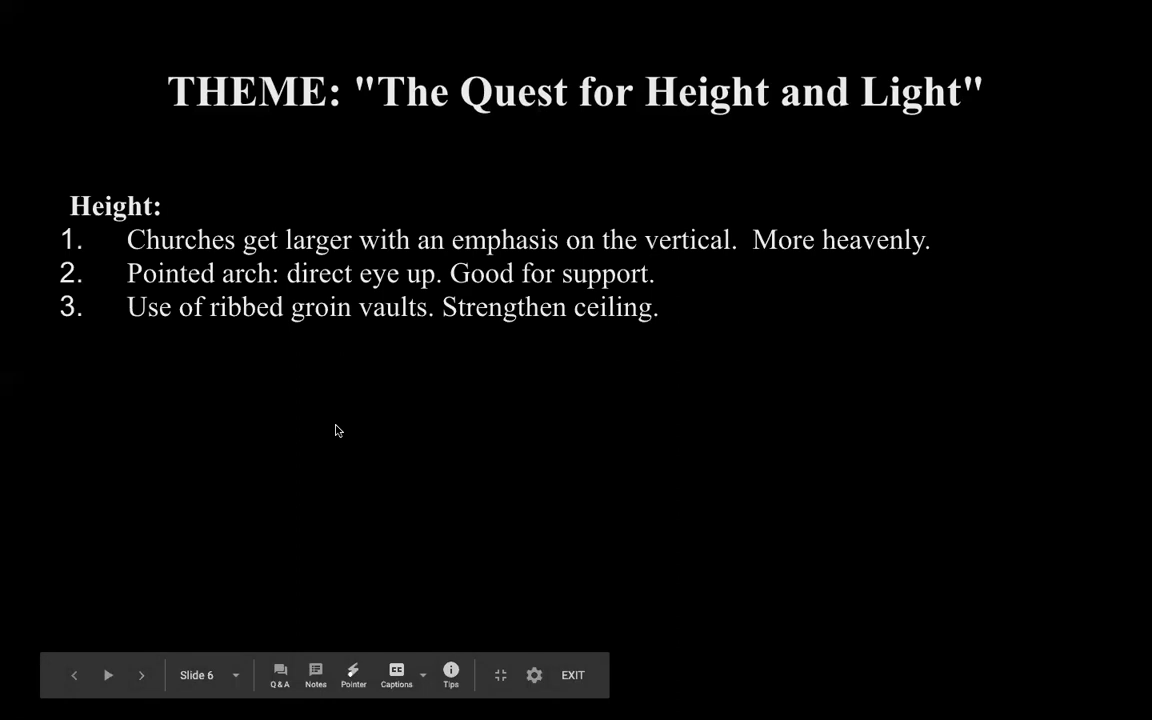 THEME: "The Quest for Height and Light"
Height:
1. Churches get larger with an emphasis on the vertical.  More heavenly.
2. Pointed arch: direct eye up. Good for support.
3. Use of ribbed groin vaults. Strengthen ceiling.
Slide 6 Q&A Notes Pointer CC Captions Tips EXIT